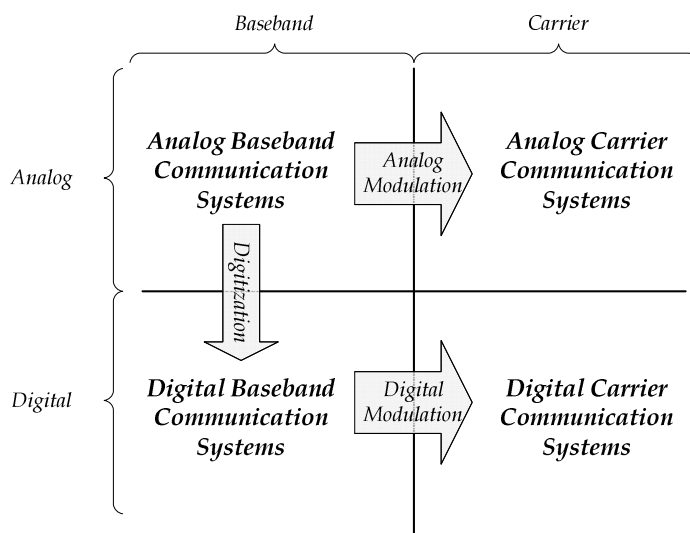 Baseband
Carrier
Analog
Analog Baseband
Communication
Systems
Analog
Modulation
Analog Carrier
Communication
Systems
Digitization
Digital
Digital Baseband
Communication
Systems
Digital
Modulation
Digital Carrier
Communication
Systems